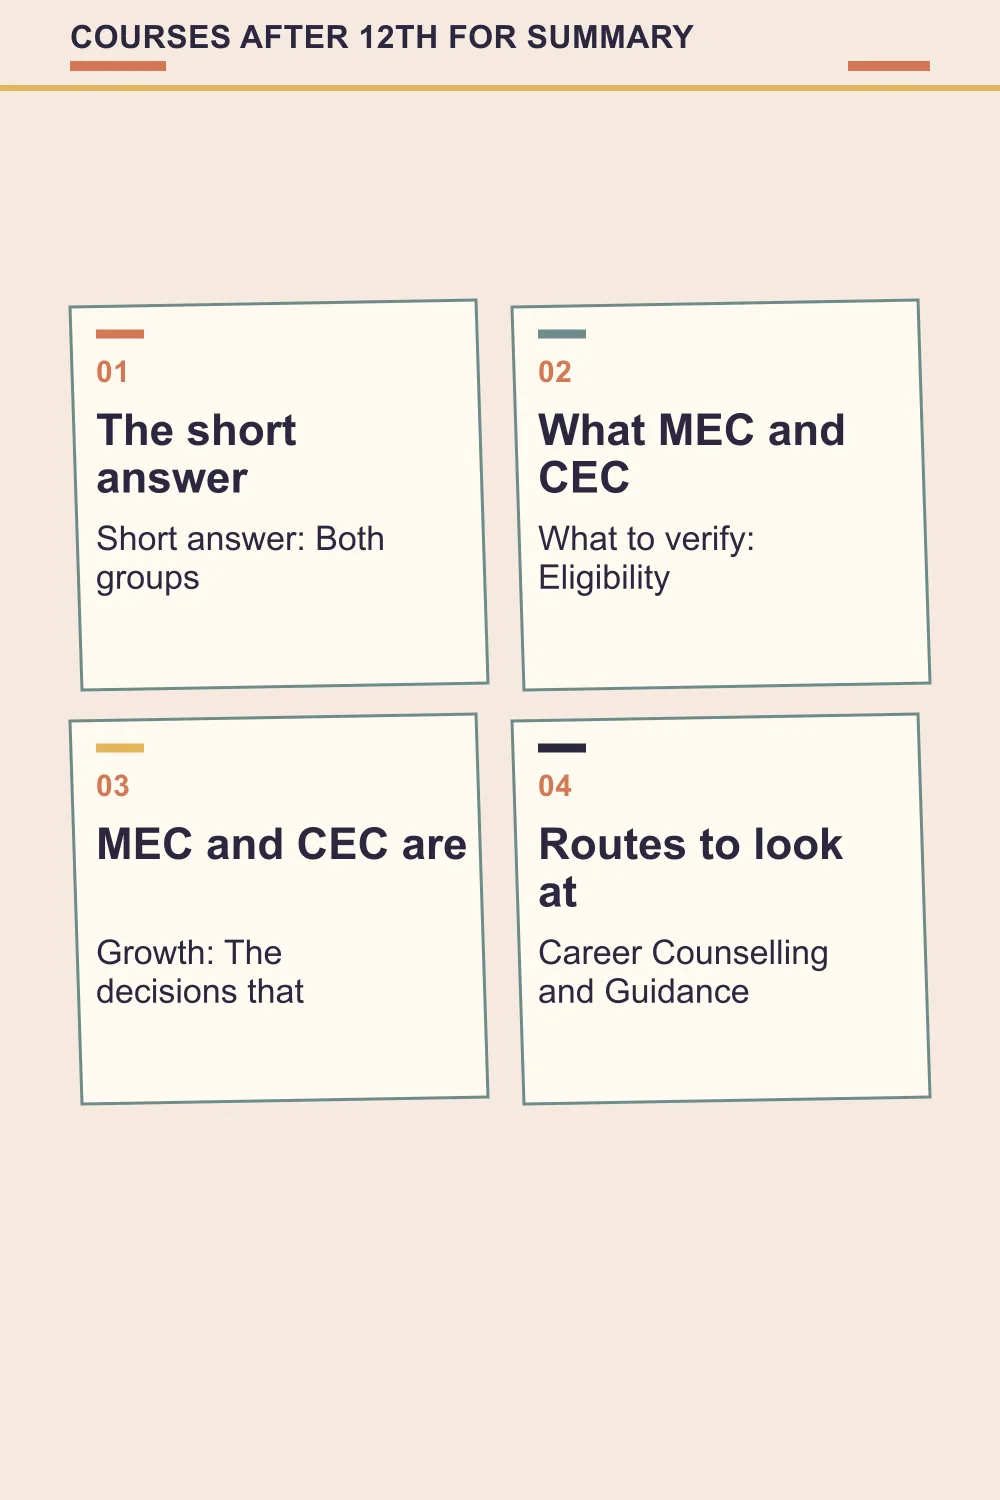 COURSES AFTER 12TH FOR SUMMARY
01
The short
answer
Short answer: Both
groups
02
What MEC and
CEC
What to verify:
Eligibility
03
MEC and CEC are
Growth: The
decisions that
04
Routes to look
at
Career Counselling
and Guidance